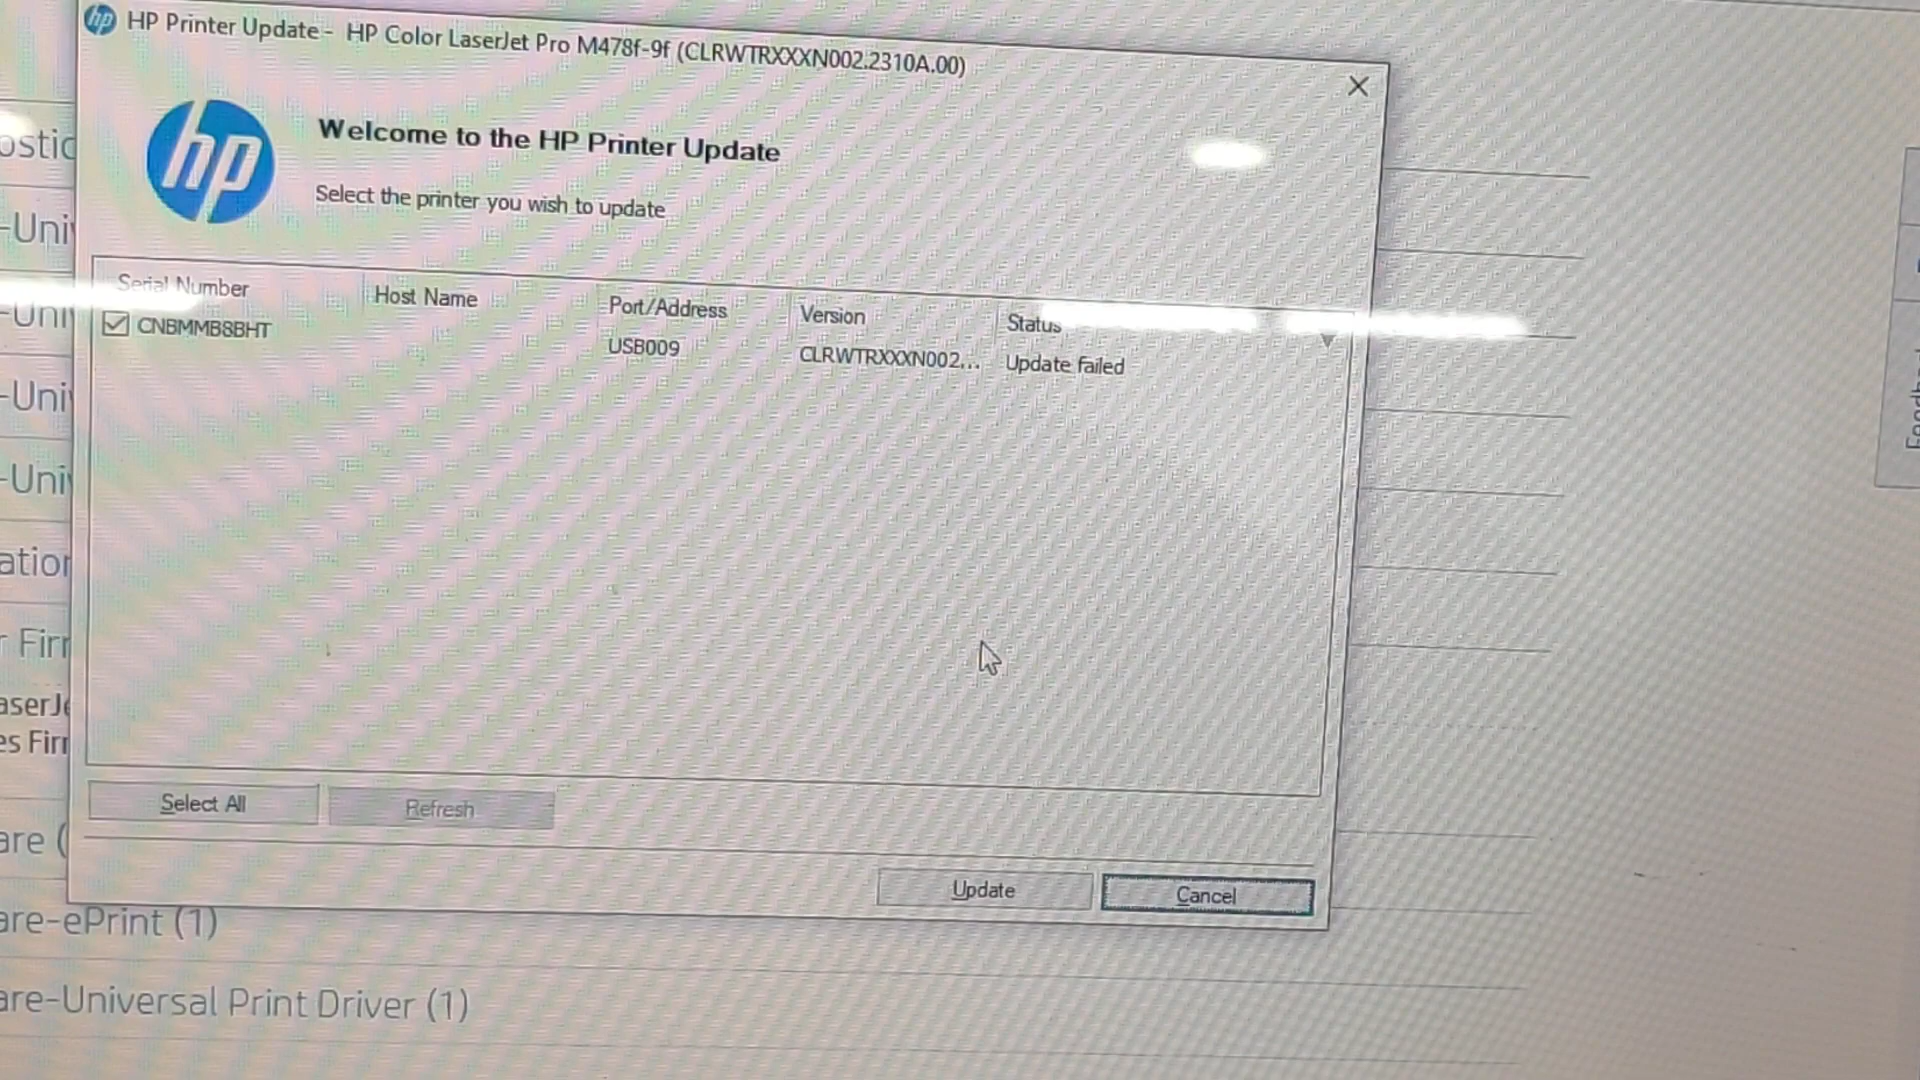 HP Printer Update - HP Color LaserJet Pro M478f-9f (CLRWTRXXXN002.2310A.00)
hp
Welcome to the HP Printer Update
Select the printer you wish to update
Serial Number Host Name Port/Address Version Status
CNBMMB8BHT USB009 CLRWTRXXXN002... Update failed
Select All Refresh
Update Cancel
ostic
-Uni
-Uni
-Uni
-Uni
ation
Firr
aserJe
es Firr
are (
are-ePrint (1)
are-Universal Print Driver (1)